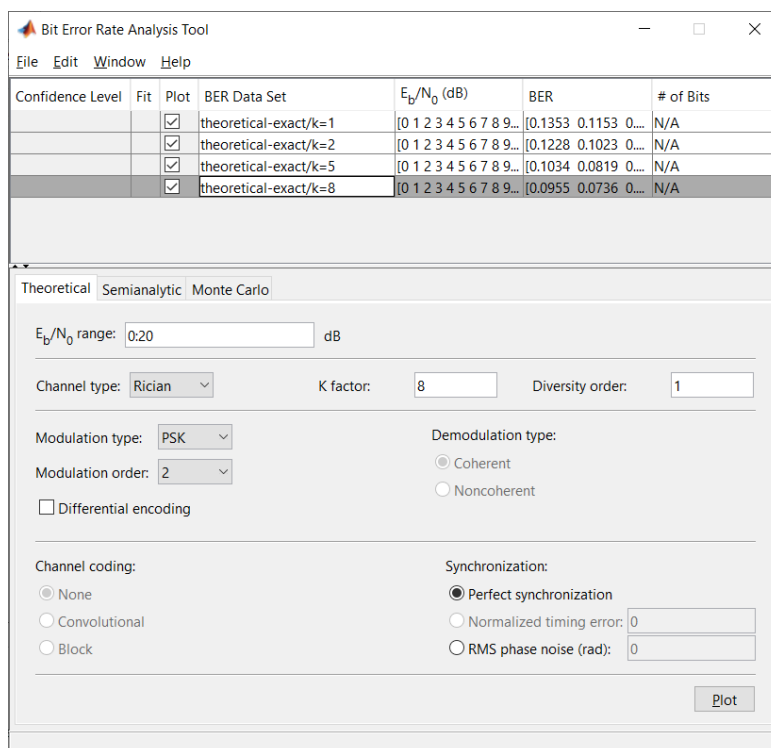 Bit Error Rate Analysis Tool
File Edit Window Help
Confidence Level Fit Plot BER Data Set Eb/N0 (dB) BER # of Bits
theoretical-exact/k=1 [0 1 2 3 4 5 6 7 8 9... [0.1353 0.1153 0.... N/A
theoretical-exact/k=2 [0 1 2 3 4 5 6 7 8 9... [0.1228 0.1023 0.... N/A
theoretical-exact/k=5 [0 1 2 3 4 5 6 7 8 9... [0.1034 0.0819 0.... N/A
theoretical-exact/k=8 [0 1 2 3 4 5 6 7 8 9... [0.0955 0.0736 0.... N/A
Theoretical Semianalytic Monte Carlo
Eb/N0 range: 0:20 dB
Channel type: Rician K factor: 8 Diversity order: 1
Modulation type: PSK Demodulation type:
Coherent
Modulation order: 2
Noncoherent
Differential encoding
Channel coding: Synchronization:
None Perfect synchronization
Convolutional Normalized timing error: 0
Block RMS phase noise (rad): 0
Plot